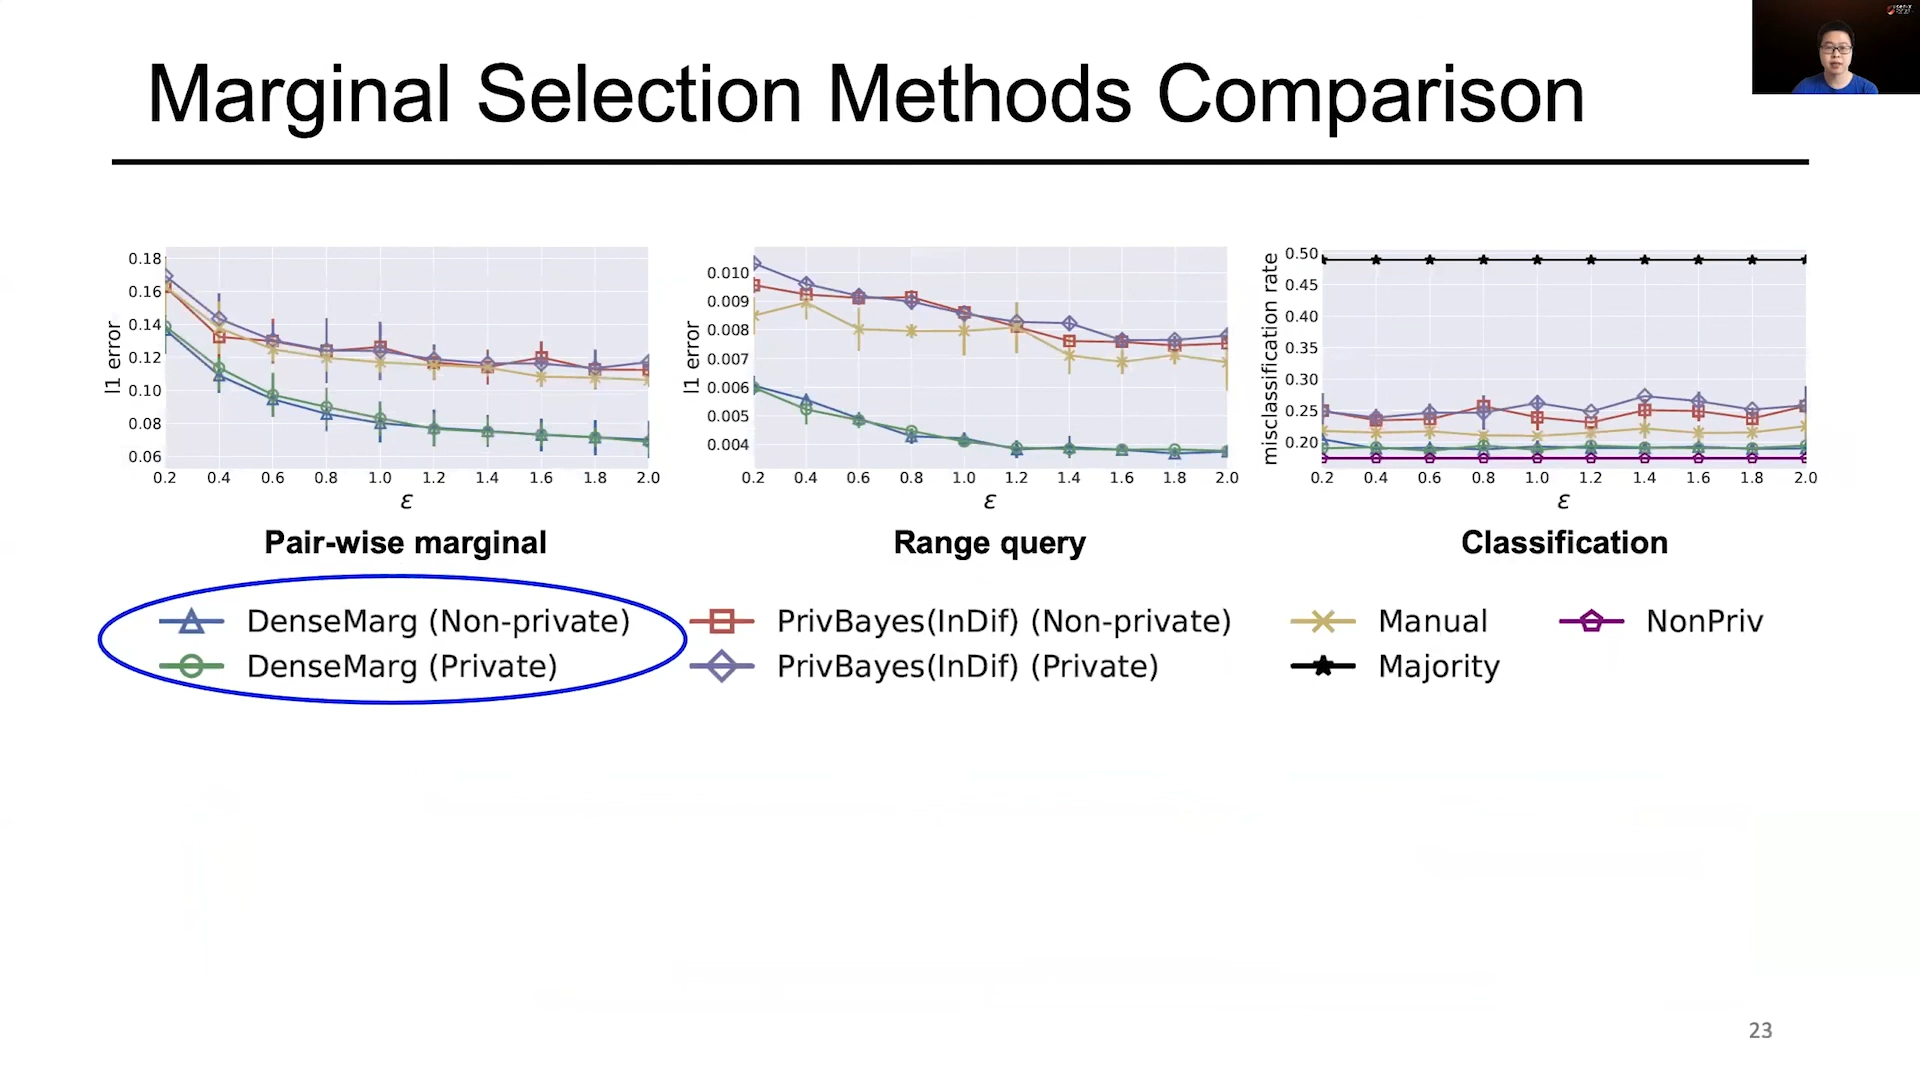 Marginal Selection Methods Comparison
l1 error
0.18
0.16
0.14
0.12
0.10
0.08
0.06
0.2 0.4 0.6 0.8 1.0 1.2 1.4 1.6 1.8 2.0
ε
Pair-wise marginal
l1 error
0.010
0.009
0.008
0.007
0.006
0.005
0.004
0.2 0.4 0.6 0.8 1.0 1.2 1.4 1.6 1.8 2.0
ε
Range query
misclassification rate
0.50
0.45
0.40
0.35
0.30
0.25
0.20
0.2 0.4 0.6 0.8 1.0 1.2 1.4 1.6 1.8 2.0
ε
Classification
DenseMarg (Non-private) PrivBayes(InDif) (Non-private) Manual NonPriv
DenseMarg (Private) PrivBayes(InDif) (Private) Majority
23